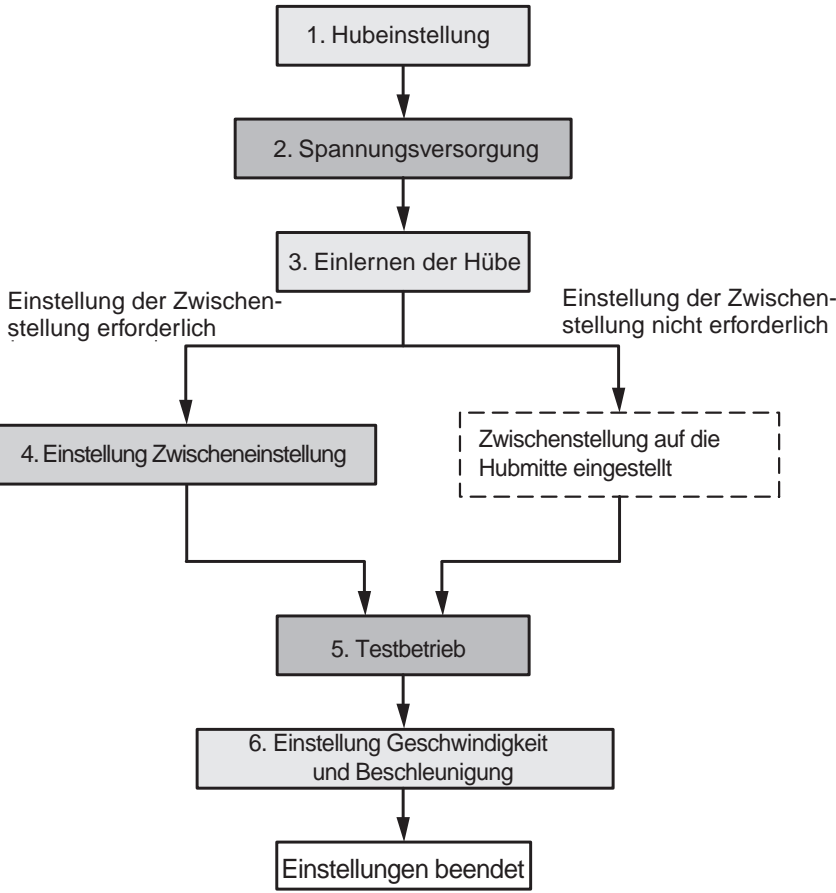 1. Hubeinstellung
2. Spannungsversorgung
3. Einlernen der Hübe
Einstellung der Zwischen-
stellung erforderlich
Einstellung der Zwischen-
stellung nicht erforderlich
4. Einstellung Zwischeneinstellung
Zwischenstellung auf die
Hubmitte eingestellt
5. Testbetrieb
6. Einstellung Geschwindigkeit
und Beschleunigung
Einstellungen beendet